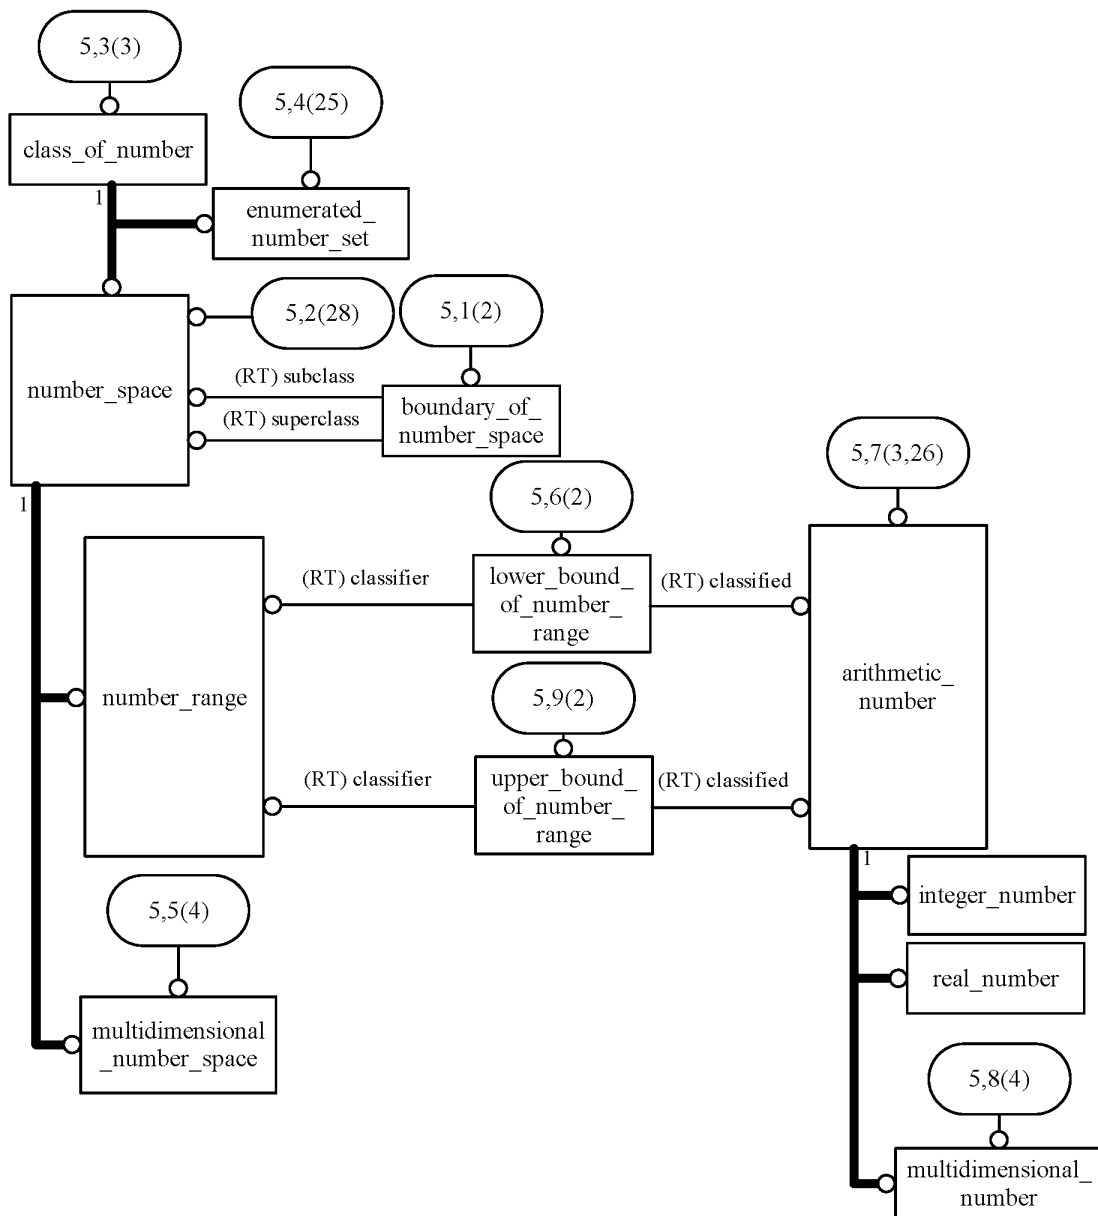 5,3(3)
5,4(25)
class_of_number
1
enumerated_
number_set
5,2(28)
5,1(2)
(RT) subclass
number_space
boundary_of_
number_space
(RT) superclass
5,7(3,26)
5,6(2)
1
(RT) classifier
lower_bound_
of_number_
range
(RT) classified
number_range
arithmetic_
number
5,9(2)
(RT) classifier
upper_bound_
of_number_
range
(RT) classified
1
integer_number
5,5(4)
real_number
multidimensional
_number_space
5,8(4)
multidimensional_
number